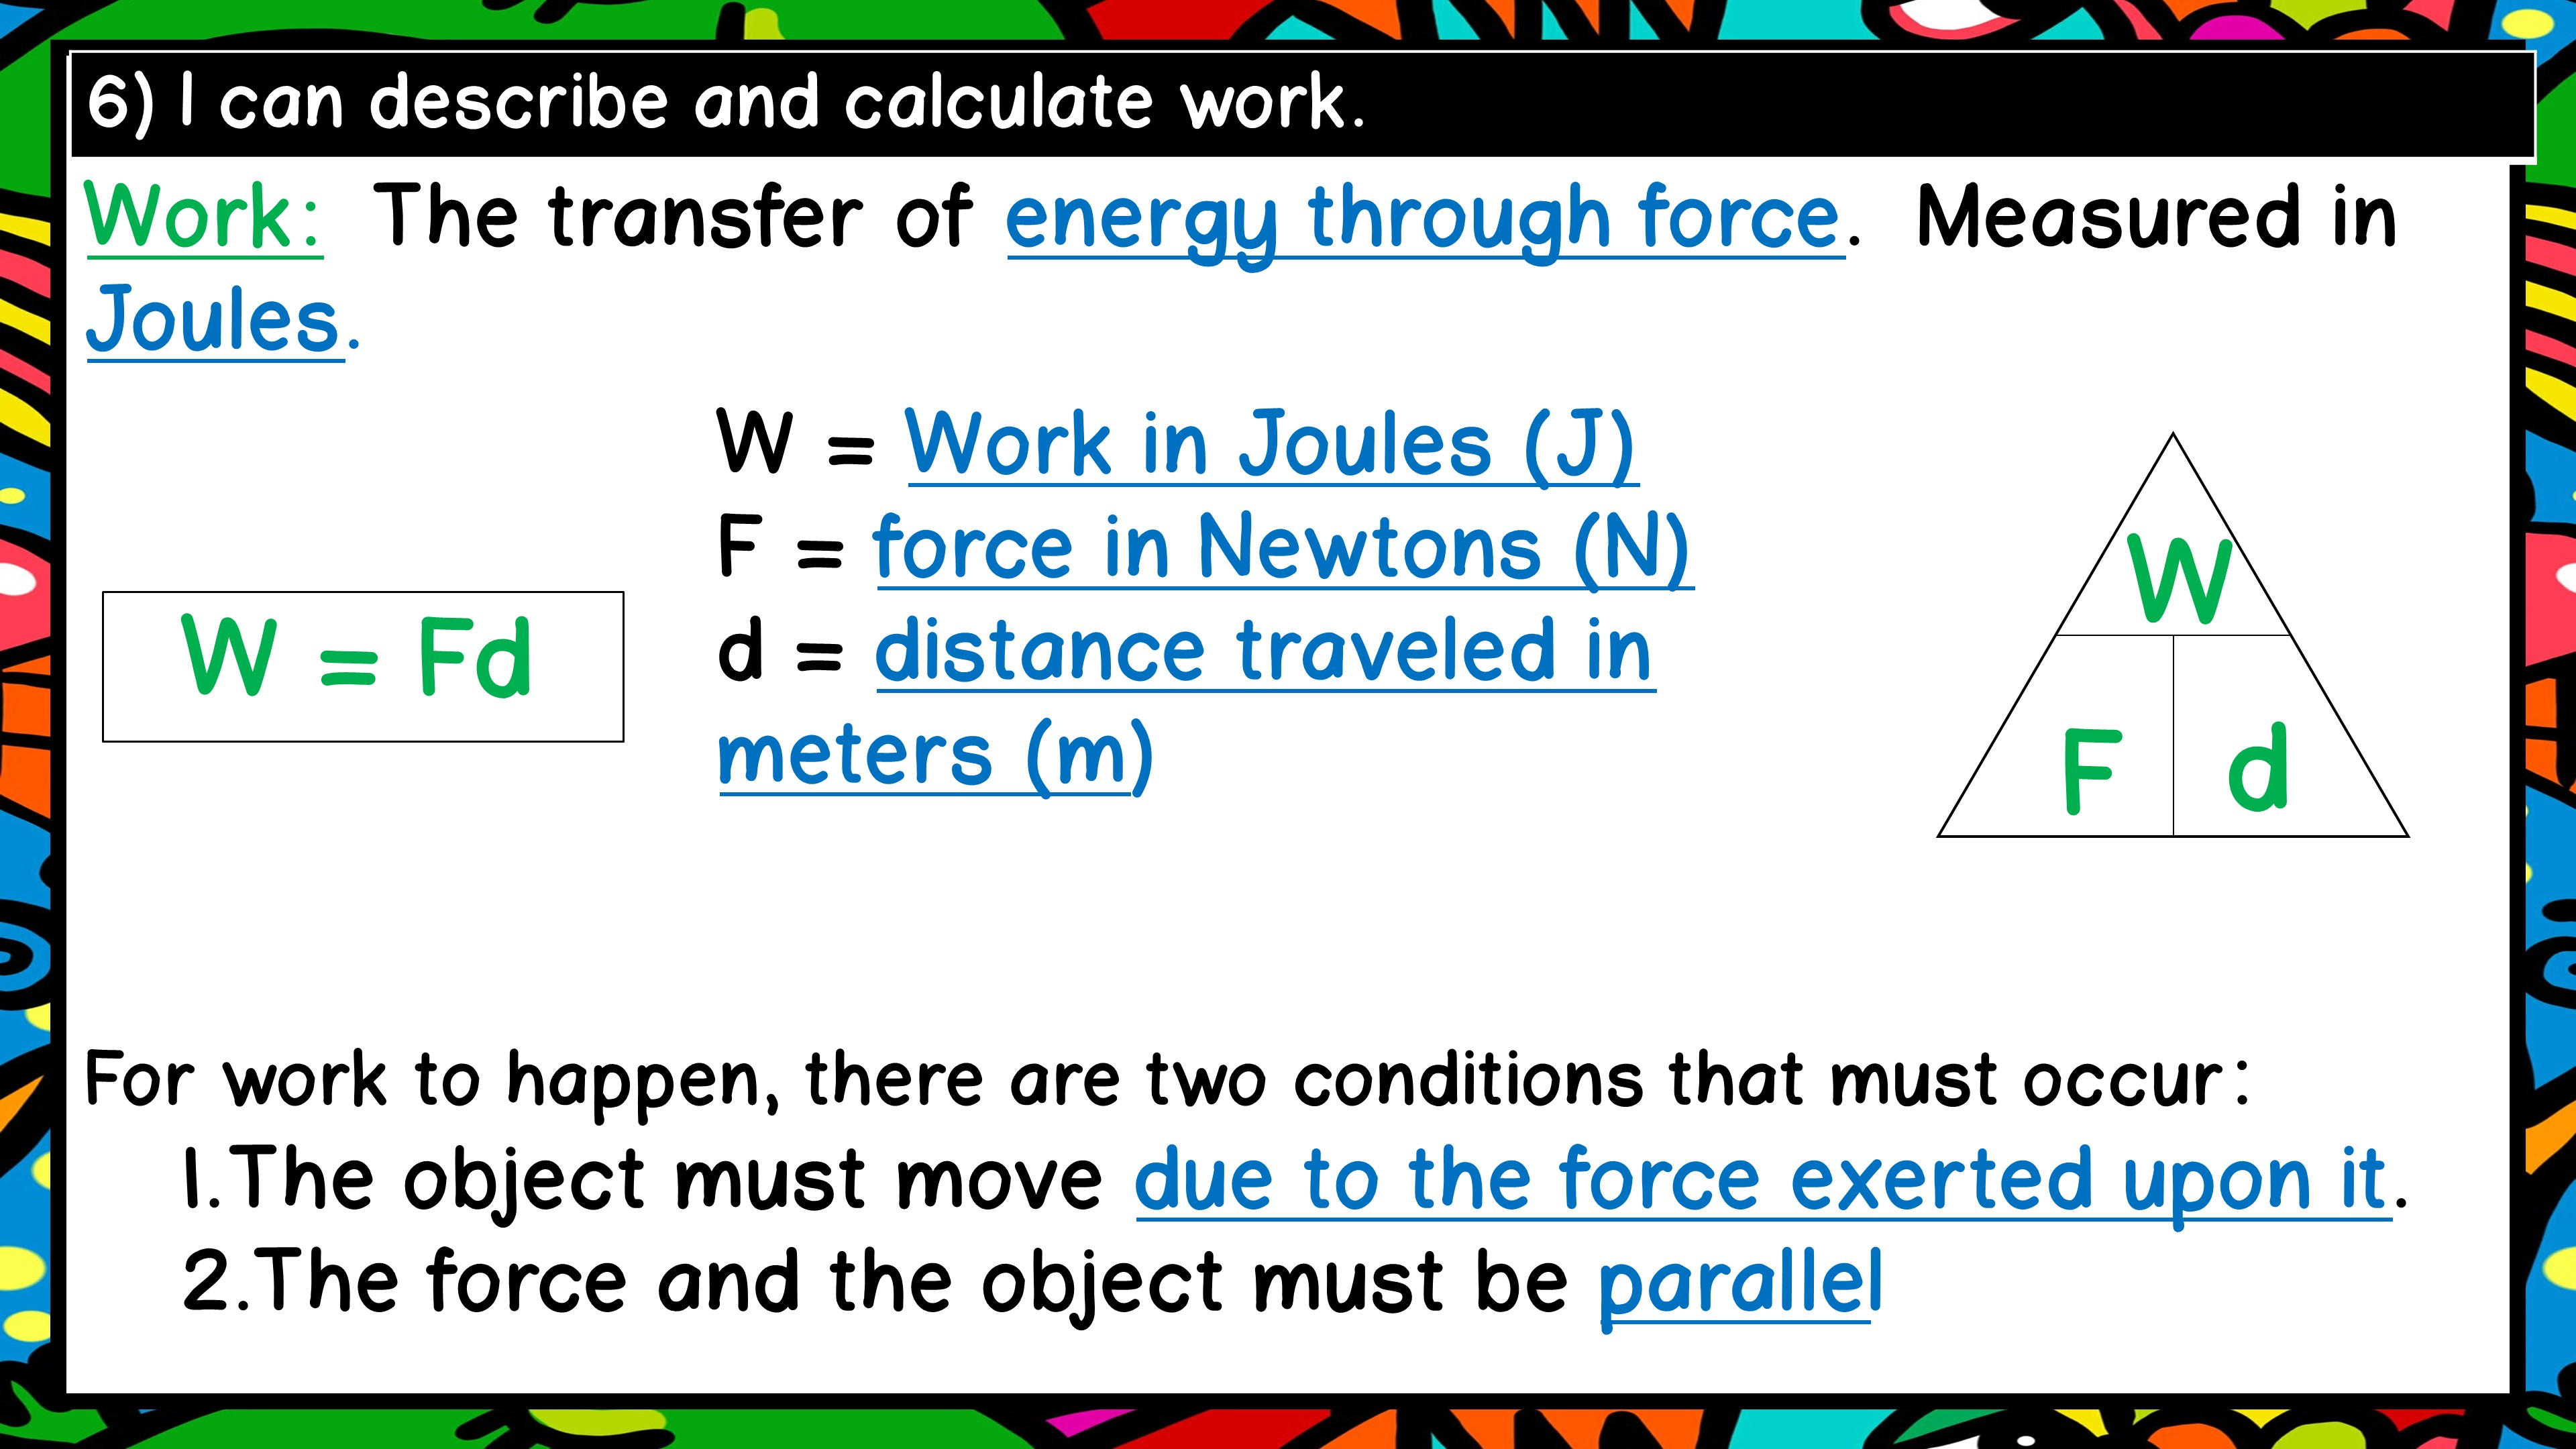 6) I can describe and calculate work.
Work: The transfer of energy through force. Measured in
Joules.
W = Work in Joules (J)
F = force in Newtons (N)
d = distance traveled in
meters (m)
W = Fd
W
F d
For work to happen, there are two conditions that must occur:
1.The object must move due to the force exerted upon it.
2.The force and the object must be parallel